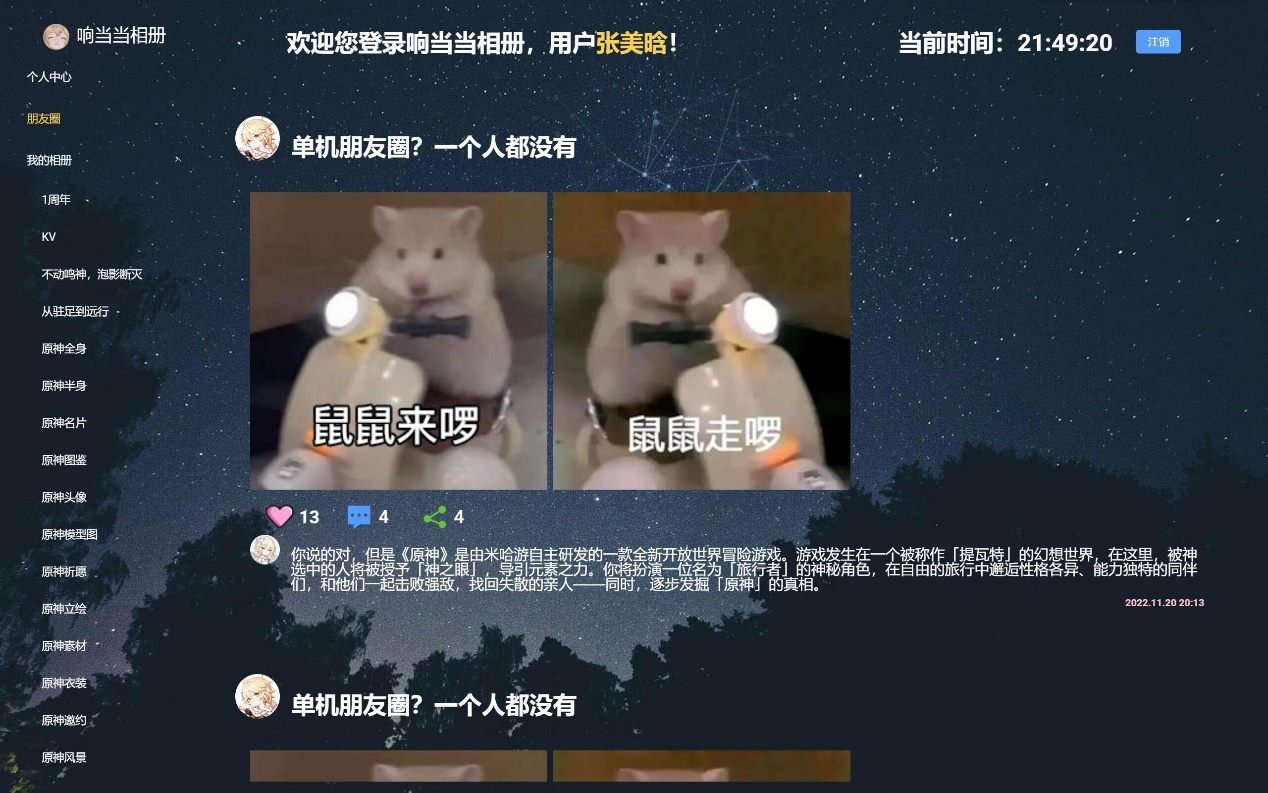 响当当相册
欢迎您登录响当当相册，用户张美晗！
当前时间：21:49:20
注销
个人中心
朋友圈
我的相册
1周年
KV
不动鸣神，泡影断灭
从驻足到远行
原神全身
原神半身
原神名片
原神图鉴
原神头像
原神模型图
原神祈愿
原神立绘
原神素材
原神衣装
原神邀约
原神风景
单机朋友圈？一个人都没有
鼠鼠来啰
鼠鼠走啰
13
4
4
你说的对，但是《原神》是由米哈游自主研发的一款全新开放世界冒险游戏。游戏发生在一个被称作「提瓦特」的幻想世界，在这里，被神
选中的人将被授予「神之眼」，导引元素之力。你将扮演一位名为「旅行者」的神秘角色，在自由的旅行中邂逅性格各异、能力独特的同伴
们，和他们一起击败强敌，找回失散的亲人——同时，逐步发掘「原神」的真相。
2022.11.20 20:13
单机朋友圈？一个人都没有